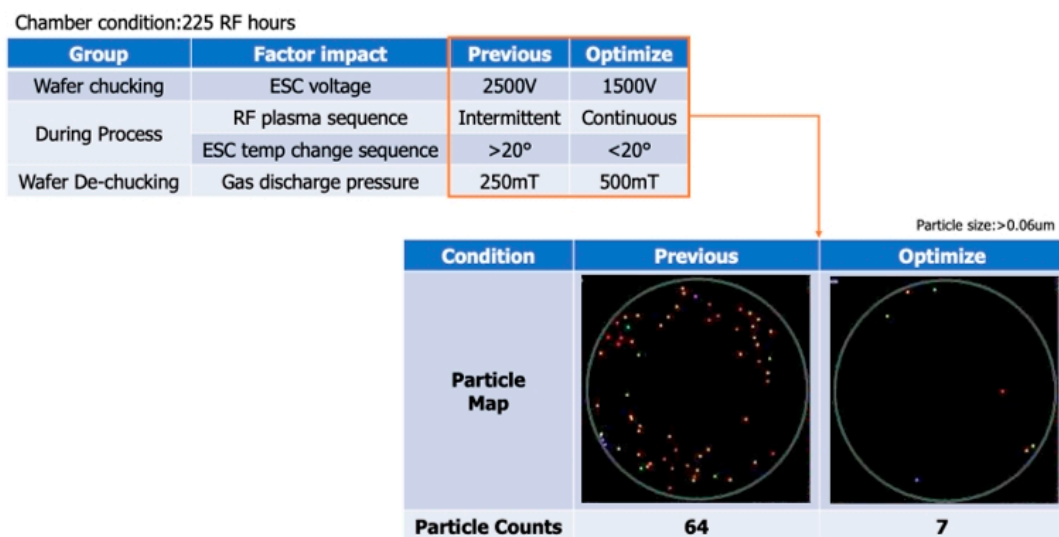 Chamber condition:225 RF hours
Group Factor impact Previous Optimize
Wafer chucking ESC voltage 2500V 1500V
During Process RF plasma sequence Intermittent Continuous
ESC temp change sequence >20° <20°
Wafer De-chucking Gas discharge pressure 250mT 500mT
Particle size:>0.06um
Condition Previous Optimize
Particle
Map
Particle Counts 64 7